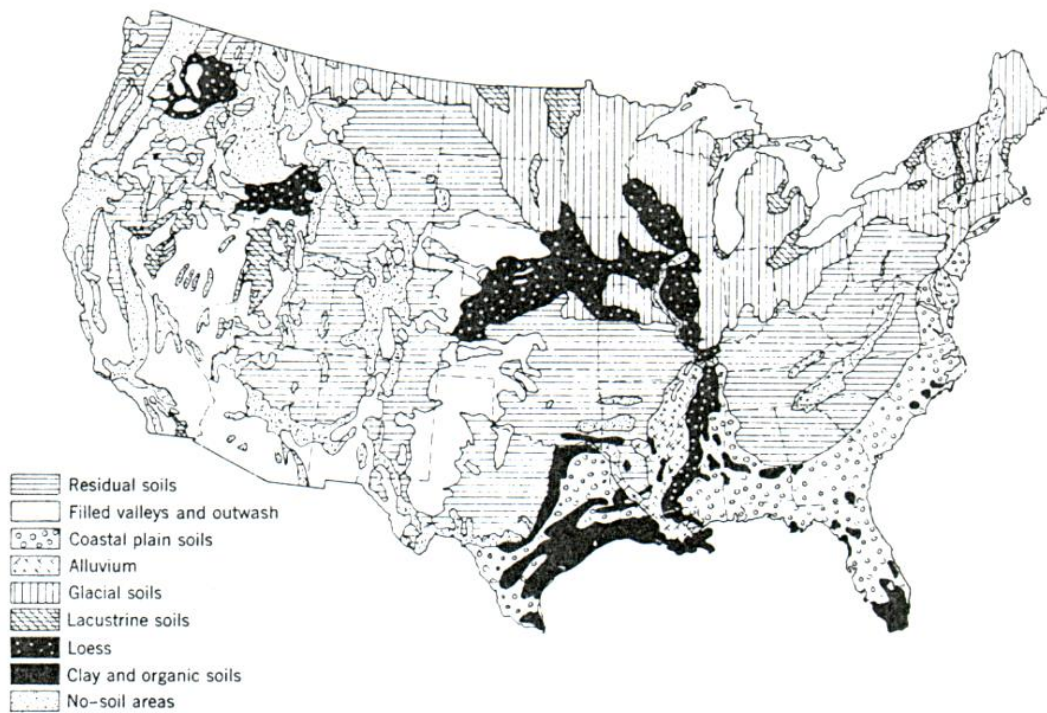 Residual soils
Filled valleys and outwash
Coastal plain soils
Alluvium
Glacial soils
Lacustrine soils
Loess
Clay and organic soils
No-soil areas